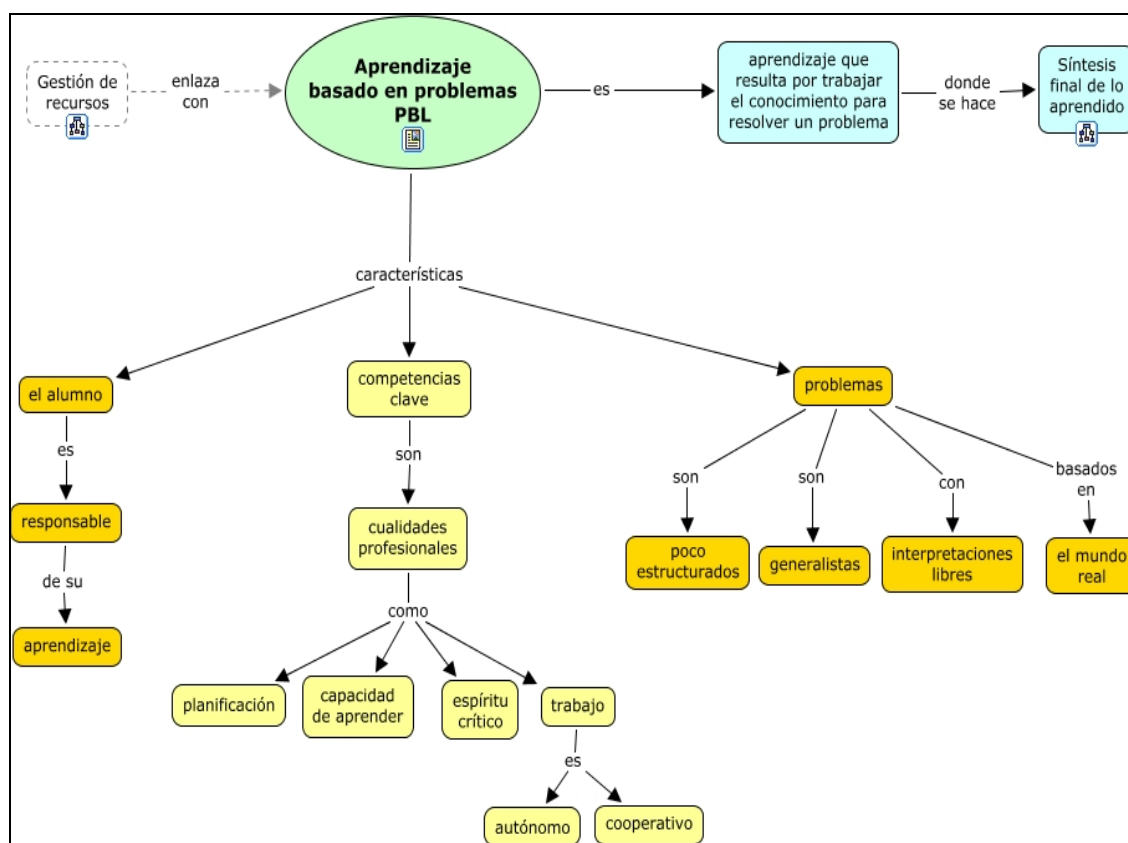 Gestión de
recursos
enlaza
con
Aprendizaje
basado en problemas
PBL
es
aprendizaje que
resulta por trabajar
el conocimiento para
resolver un problema
donde
se hace
Síntesis
final de lo
aprendido
características
el alumno
es
responsable
de su
aprendizaje
competencias
clave
son
cualidades
profesionales
como
planificación
capacidad
de aprender
espíritu
crítico
trabajo
es
autónomo
cooperativo
problemas
son
poco
estructurados
son
generalistas
con
interpretaciones
libres
basados
en
el mundo
real